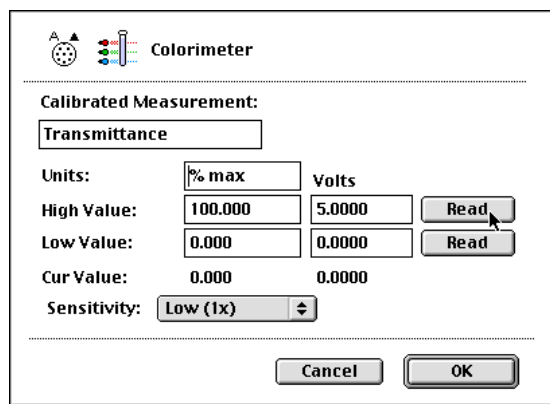 A
Colorimeter
Calibrated Measurement:
Transmittance
Units: % max Volts
High Value: 100.000 5.0000 Read
Low Value: 0.000 0.0000 Read
Cur Value: 0.000 0.0000
Sensitivity: Low (1x)
Cancel OK